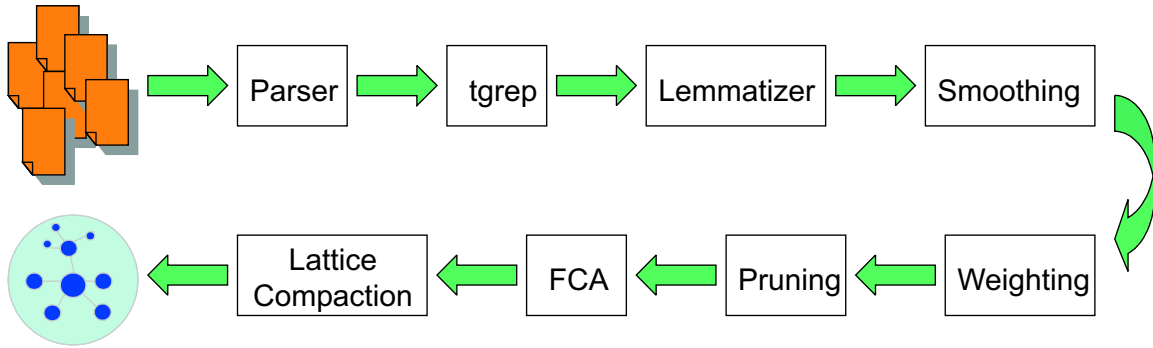 Parser
tgrep
Lemmatizer
Smoothing
Lattice
Compaction
FCA
Pruning
Weighting